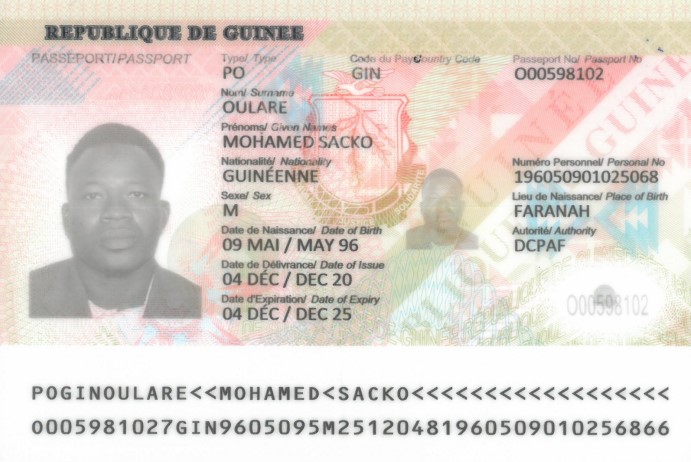 REPUBLIQUE DE GUINEE
PASSEPORT/PASSPORT
Type/ Type
Code du Pays/Country Code
Passeport No/ Passport No
PO
GIN
O00598102
Nom/ Surname
OULARE
Prénoms/ Given Names
MOHAMED SACKO
Nationalité/ Nationality
Numéro Personnel/ Personal No
GUINÉENNE
196050901025068
Sexe/ Sex
Lieu de Naissance/ Place of Birth
M
FARANAH
Date de Naissance/ Date of Birth
Autorité/ Authority
09 MAI / MAY 96
DCPAF
Date de Délivrance/ Date of Issue
04 DÉC / DEC 20
Date d'Expiration/ Date of Expiry
04 DÉC / DEC 25
O00598102
POGINOULARE<<MOHAMED<SACKO<<<<<<<<<<<<<<<<<<
O005981027GIN9605095M2512048196050901025​6866